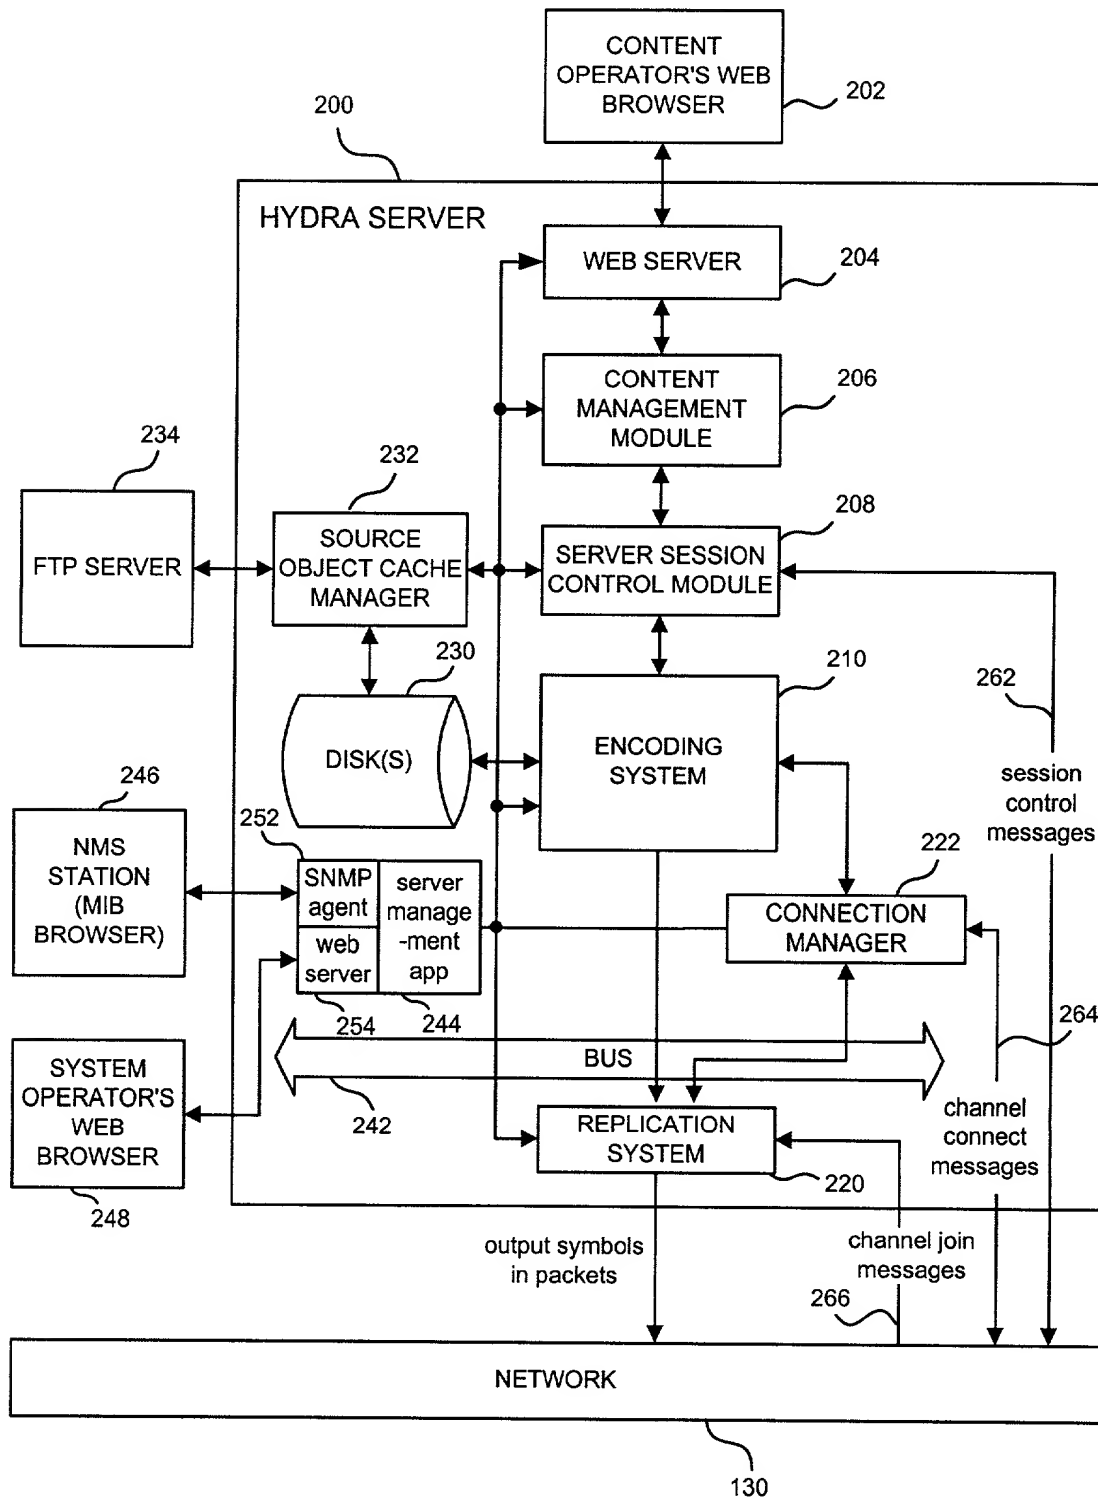 CONTENT
OPERATOR'S WEB
BROWSER
202
200
HYDRA SERVER
WEB SERVER
204
CONTENT
MANAGEMENT
MODULE
206
234
232
208
FTP SERVER
SOURCE
OBJECT CACHE
MANAGER
SERVER SESSION
CONTROL MODULE
230
210
262
DISK(S)
ENCODING
SYSTEM
session
control
messages
246
252
222
NMS
STATION
(MIB
BROWSER)
SNMP
agent
server
manage
-ment
app
web
server
CONNECTION
MANAGER
254
244
264
BUS
SYSTEM
OPERATOR'S
WEB
BROWSER
242
channel
connect
messages
REPLICATION
SYSTEM
220
248
output symbols
in packets
channel join
messages
266
NETWORK
130